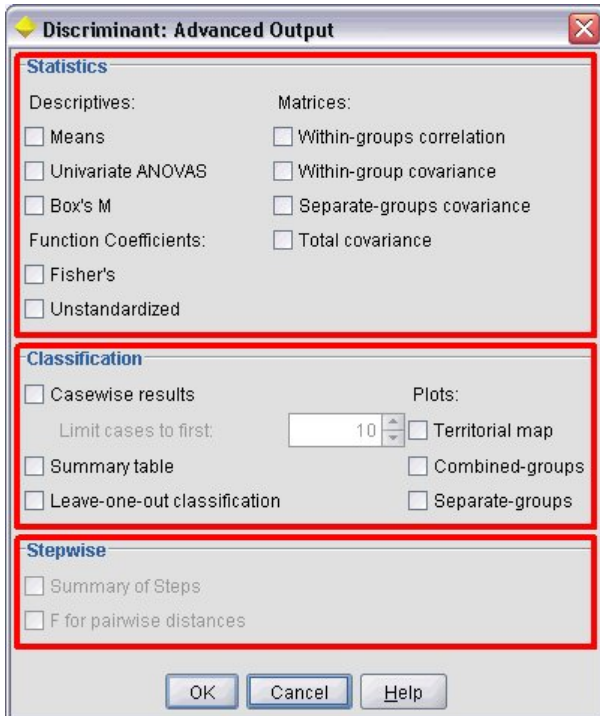 Discriminant: Advanced Output
Statistics
Descriptives:
Means
Univariate ANOVAS
Box's M
Function Coefficients:
Fisher's
Unstandardized
Matrices:
Within-groups correlation
Within-group covariance
Separate-groups covariance
Total covariance
Classification
Casewise results
Limit cases to first: 10
Summary table
Leave-one-out classification
Plots:
Territorial map
Combined-groups
Separate-groups
Stepwise
Summary of Steps
F for pairwise distances
OK Cancel Help